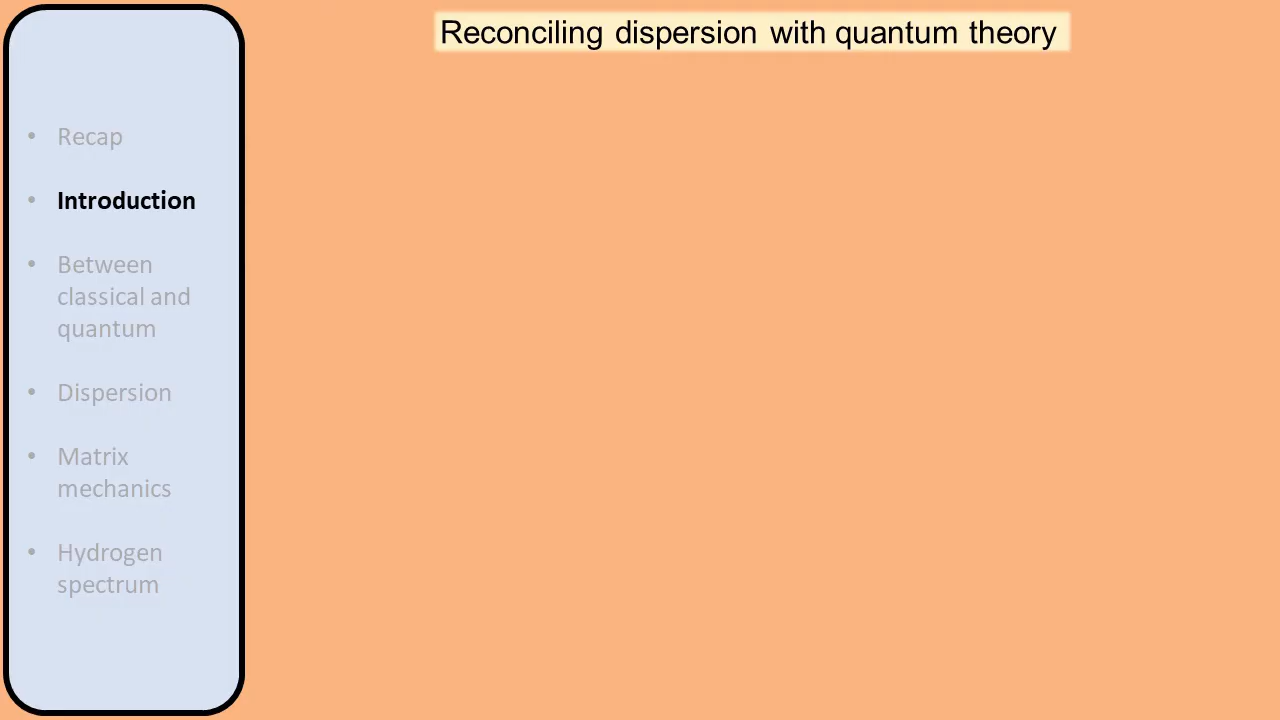 Reconciling dispersion with quantum theory
• Recap
• Introduction
• Between
classical and
quantum
• Dispersion
• Matrix
mechanics
• Hydrogen
spectrum